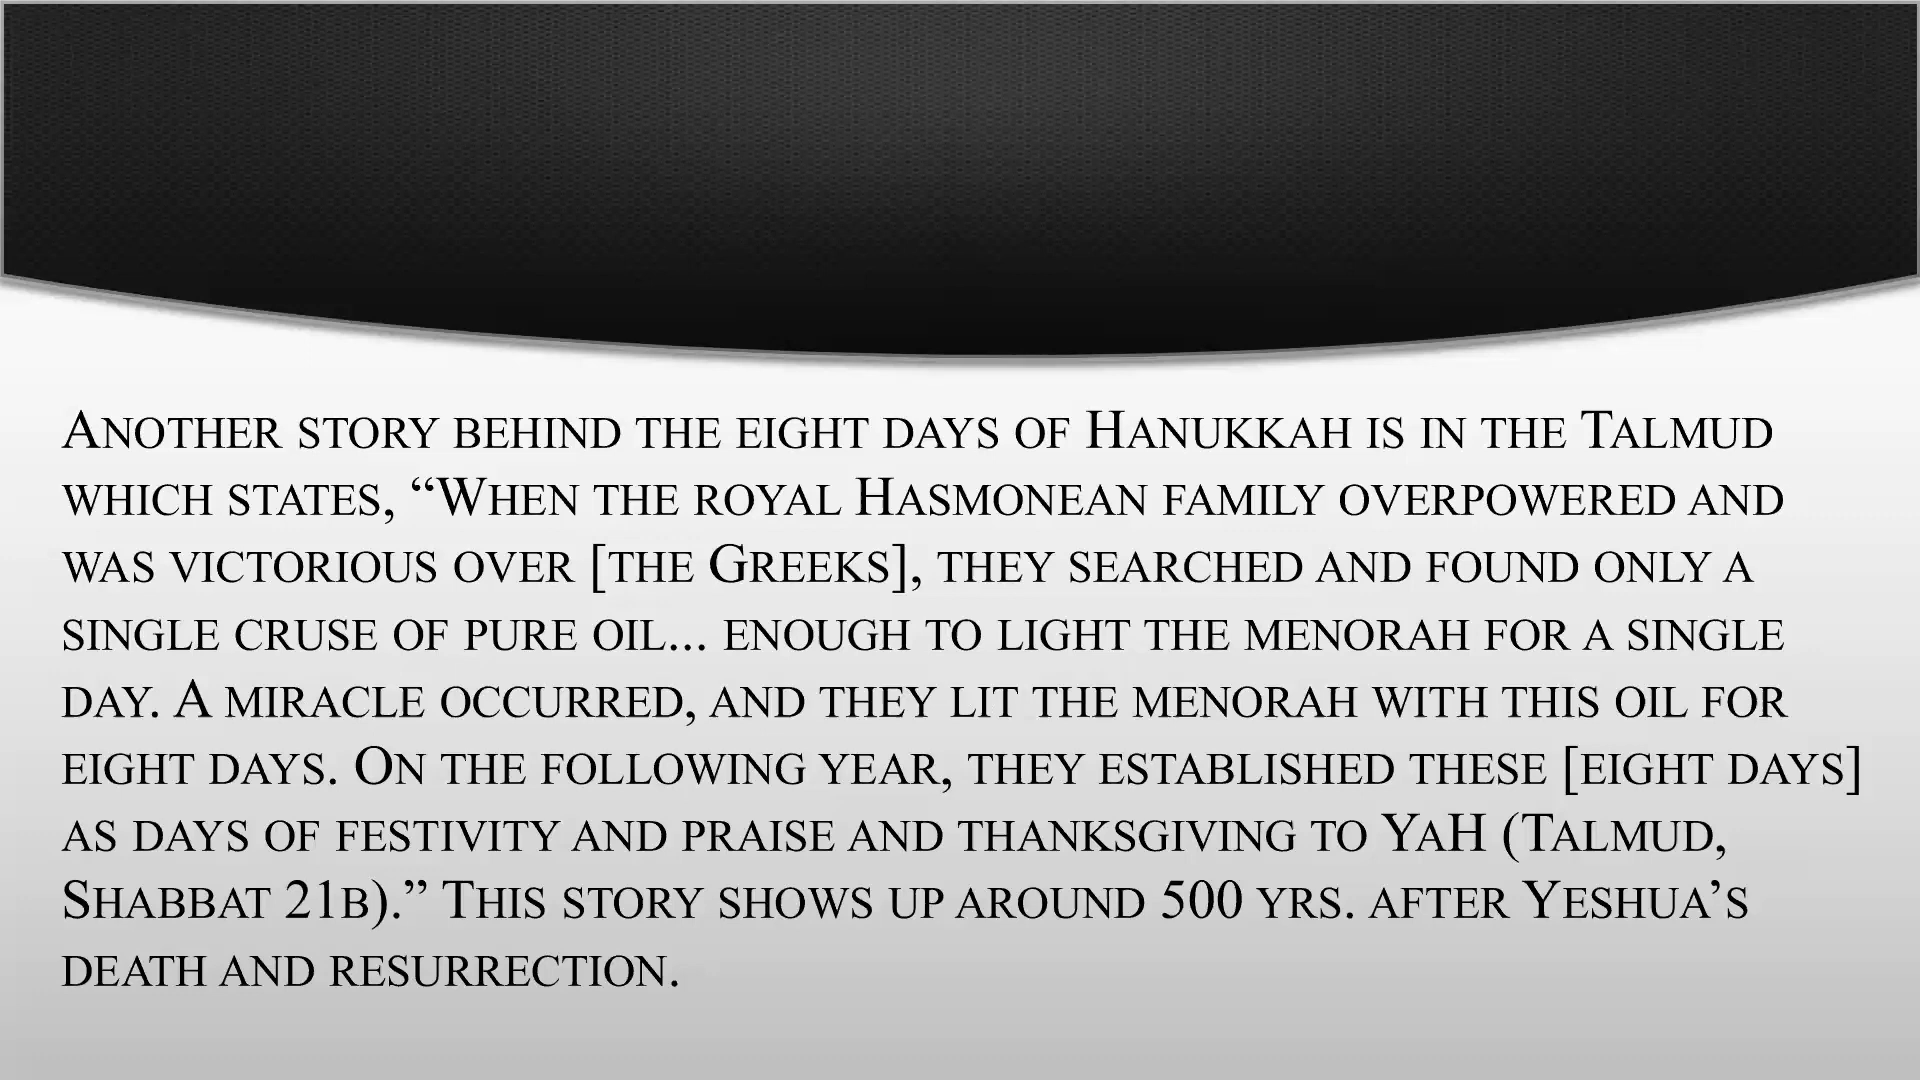 Another story behind the eight days of Hanukkah is in the Talmud
which states, “When the royal Hasmonean family overpowered and
was victorious over [the Greeks], they searched and found only a
single cruse of pure oil... enough to light the menorah for a single
day. A miracle occurred, and they lit the menorah with this oil for
eight days. On the following year, they established these [eight days]
as days of festivity and praise and thanksgiving to YaH (Talmud,
Shabbat 21b).” This story shows up around 500 yrs. after Yeshua’s
death and resurrection.